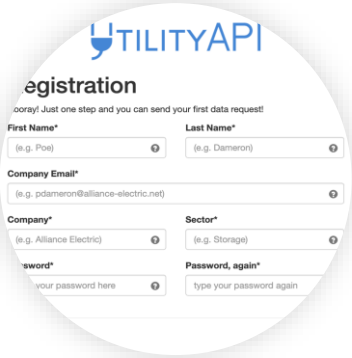 UTILITYAPI
egistration
ooray! Just one step and you can send your first data request!
First Name* Last Name*
(e.g. Poe) (e.g. Dameron)
Company Email*
(e.g. pdameron@alliance-electric.net)
Company* Sector*
(e.g. Alliance Electric) (e.g. Storage)
sword* Password, again*
your password here type your password again